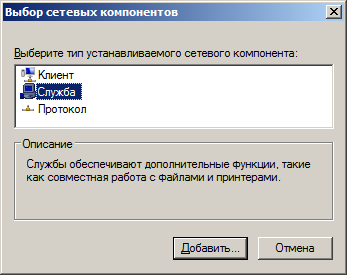 Выбор сетевых компонентов
Выберите тип устанавливаемого сетевого компонента:
Клиент
Служба
Протокол
Описание
Службы обеспечивают дополнительные функции, такие
как совместная работа с файлами и принтерами.
Добавить... Отмена